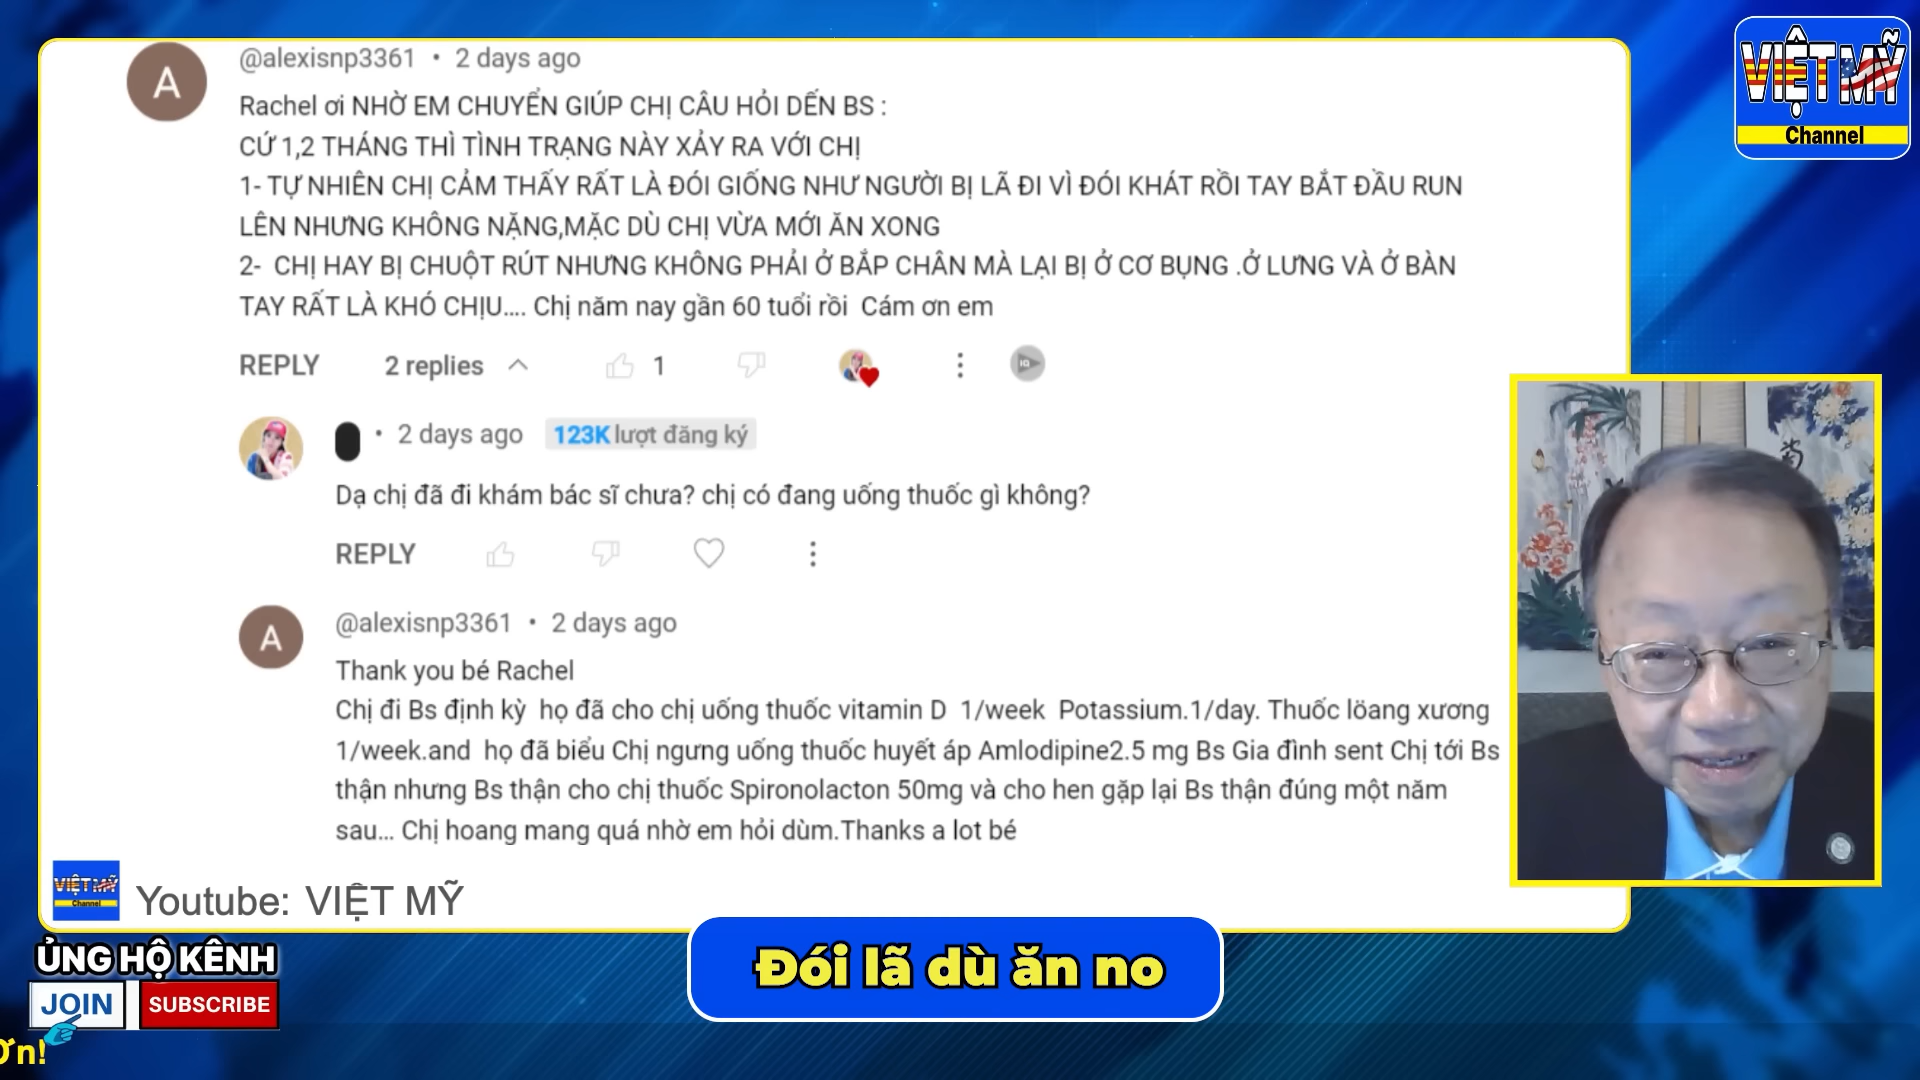 @alexisnp3361 • 2 days ago
Rachel ơi NHỜ EM CHUYỂN GIÚP CHỊ CÂU HỎI DẾN BS :
CỨ 1,2 THÁNG THÌ TÌNH TRẠNG NÀY XẢY RA VỚI CHỊ
1- TỰ NHIÊN CHỊ CẢM THẤY RẤT LÀ ĐÓI GIỐNG NHƯ NGƯỜI BỊ LÃ ĐI VÌ ĐÓI KHÁT RỒI TAY BẮT ĐẦU RUN
LÊN NHƯNG KHÔNG NẶNG,MẶC DÙ CHỊ VỪA MỚI ĂN XONG
2- CHỊ HAY BỊ CHUỘT RÚT NHƯNG KHÔNG PHẢI Ở BẮP CHÂN MÀ LẠI BỊ Ở CƠ BỤNG .Ở LƯNG VÀ Ở BÀN
TAY RẤT LÀ KHÓ CHỊU.... Chị năm nay gần 60 tuổi rồi Cám ơn em
REPLY 2 replies 1
• 2 days ago 123K lượt đăng ký
Dạ chị đã đi khám bác sĩ chưa? chị có đang uống thuốc gì không?
REPLY
@alexisnp3361 • 2 days ago
Thank you bé Rachel
Chị đi Bs định kỳ họ đã cho chị uống thuốc vitamin D 1/week Potassium.1/day. Thuốc löang xương
1/week.and họ đã biểu Chị ngưng uống thuốc huyết áp Amlodipine2.5 mg Bs Gia đình sent Chị tới Bs
thận nhưng Bs thận cho chị thuốc Spironolacton 50mg và cho hen gặp lại Bs thận đúng một năm
sau... Chị hoang mang quá nhờ em hỏi dùm.Thanks a lot bé
A
A
VIỆT MỸ
Channel
VIỆT MỸ
Channel
Youtube: VIỆT MỸ
ỦNG HỘ KÊNH
JOIN SUBSCRIBE
Ơn!
Đói lã dù ăn no